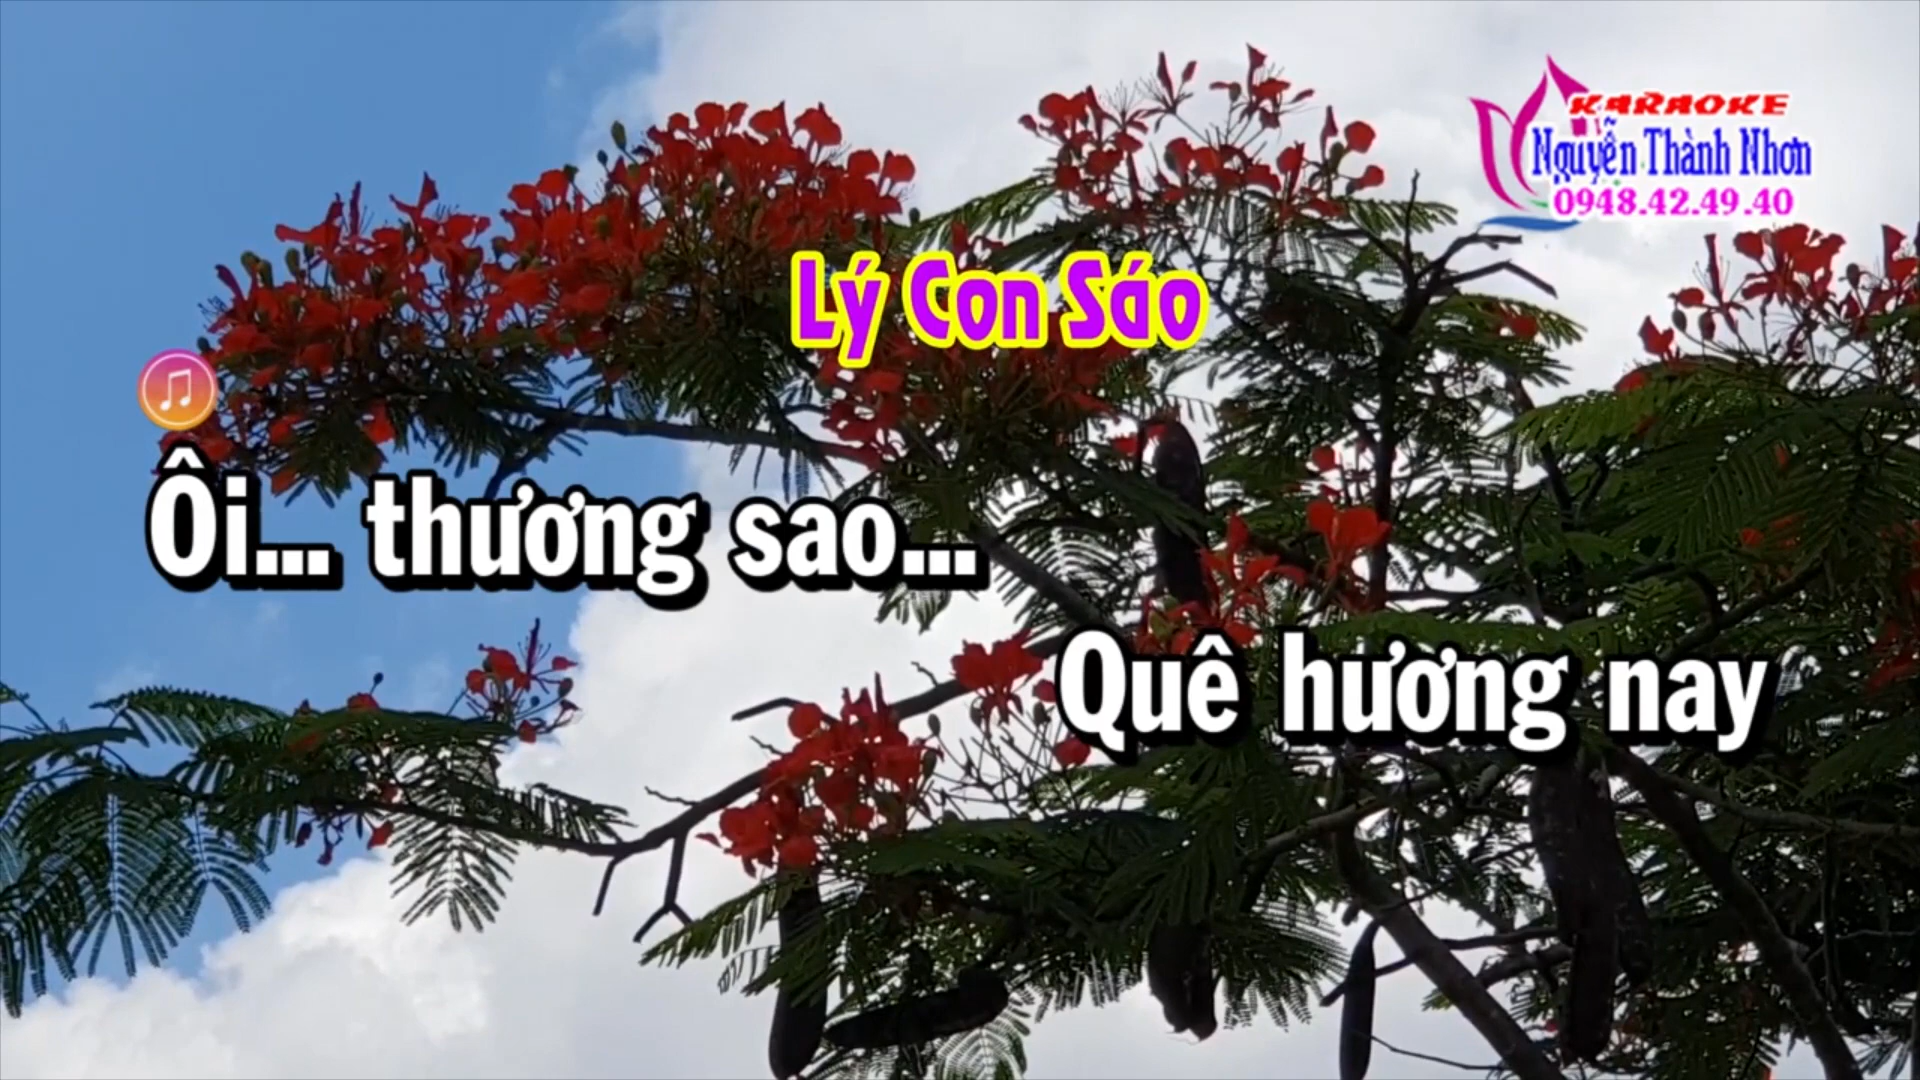 KARAOKE
Nguyễn Thành Nhơn
0948.42.49.40
Lý Con Sáo
Ôi... thương sao...
Quê hương nay